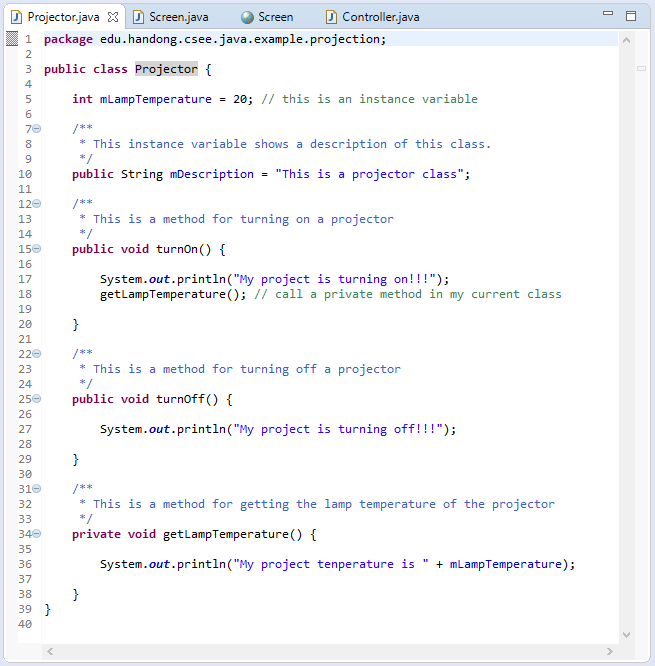 Projector.java Screen.java Screen Controller.java
1 package edu.handong.csee.java.example.projection;
2
3 public class Projector {
4
5 int mLampTemperature = 20; // this is an instance variable
6
7 /**
8 * This instance variable shows a description of this class.
9 */
10 public String mDescription = "This is a projector class";
11
12 /**
13 * This is a method for turning on a projector
14 */
15 public void turnOn() {
16
17 System.out.println("My project is turning on!!!");
18 getLampTemperature(); // call a private method in my current class
19
20 }
21
22 /**
23 * This is a method for turning off a projector
24 */
25 public void turnOff() {
26
27 System.out.println("My project is turning off!!!");
28
29 }
30
31 /**
32 * This is a method for getting the lamp temperature of the projector
33 */
34 private void getLampTemperature() {
35
36 System.out.println("My project tenperature is " + mLampTemperature);
37
38 }
39 }
40